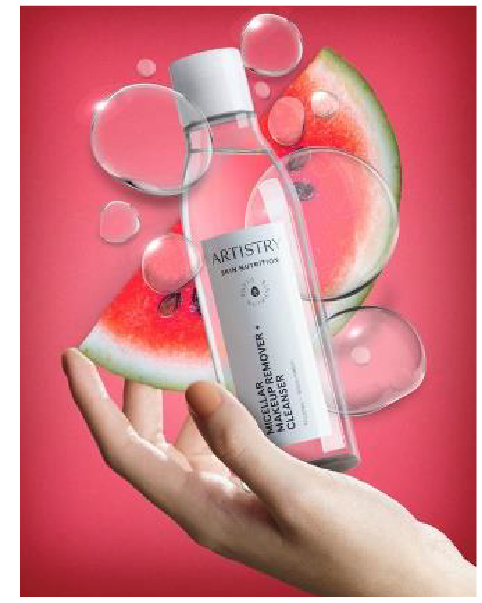 ARTISTRY
SKIN NUTRITION
MICELLAR
MAKEUP REMOVER +
CLEANSER